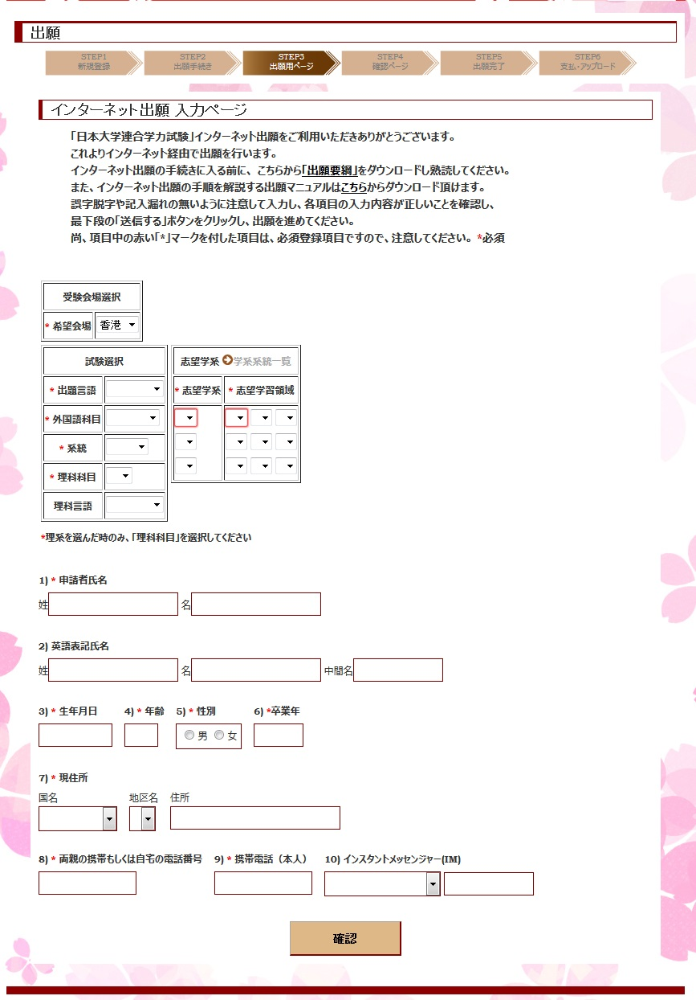 出願
STEP1 STEP2 STEP3 STEP4 STEP5 STEP6
新規登録 出願手続き 出願用ページ 確認ページ 出願完了 支払・アップロード
インターネット出願 入力ページ
「日本大学連合学力試験」インターネット出願をご利用いただきありがとうございます。
これよりインターネット経由で出願を行います。
インターネット出願の手続きに入る前に、こちらから「出願要綱」をダウンロードし熟読してください。
また、インターネット出願の手順を解説する出願マニュアルはこちらからダウンロード頂けます。
誤字脱字や記入漏れの無いように注意して入力し、各項目の入力内容が正しいことを確認し、
最下段の「送信する」ボタンをクリックし、出願を進めてください。
尚、項目中の赤い「*」マークを付した項目は、必須登録項目ですので、注意してください。 *必須
受験会場選択
* 希望会場 香港
試験選択
* 出題言語
* 外国語科目
* 系統
* 理科科目
理科言語
志望学系 学系系統一覧
* 志望学系 * 志望学習領域
*理系を選んだ時のみ、「理科科目」を選択してください
1) * 申請者氏名
姓 名
2) 英語表記氏名
姓 名 中間名
3) * 生年月日 4) * 年齢 5) * 性別 6) *卒業年
男 女
7) * 現住所
国名 地区名 住所
8) * 両親の携帯もしくは自宅の電話番号 9) * 携帯電話（本人） 10) インスタントメッセンジャー(IM)
確認